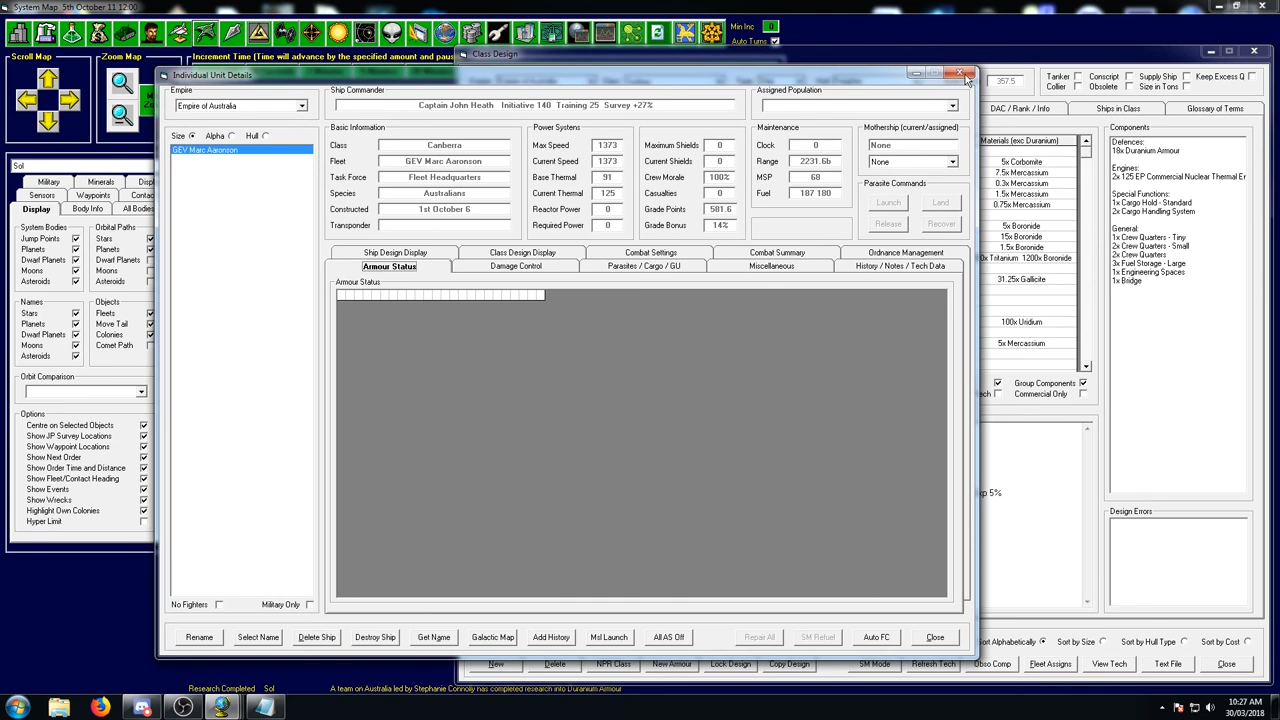 System Map  5th October 11 12:00
Min Inc 0
Auto Turns
Scroll Map
Zoom Map
Increment Time (Time will advance by the specified amount and paus
Class Design
357.5
Tanker
Conscript
Supply Ship
Keep Excess Q
Collier
Obsolete
Size in Tons
DAC / Rank / Info
Ships in Class
Glossary of Terms
Individual Unit Details
Empire
Empire of Australia
Ship Commander
Captain John Heath  Initiative 140  Training 25  Survey +27%
Assigned Population
Size
Alpha
Hull
GEV Marc Aaronson
Basic Information
Class Canberra
Fleet GEV Marc Aaronson
Task Force Fleet Headquarters
Species Australians
Constructed 1st October 6
Transponder
Power Systems
Max Speed 1373
Current Speed 1373
Base Thermal 91
Current Thermal 125
Reactor Power 0
Required Power 0
Maximum Shields 0
Current Shields 0
Crew Morale 100%
Casualties 0
Grade Points 581.6
Grade Bonus 14%
Maintenance
Clock 0
Range 2231.6b
MSP 68
Fuel 187 180
Mothership (current/assigned)
None
None
Parasite Commands
Launch
Land
Release
Recover
Ship Design Display
Class Design Display
Combat Settings
Combat Summary
Ordnance Management
Armour Status
Damage Control
Parasites / Cargo / GU
Miscellaneous
History / Notes / Tech Data
Armour Status
No Fighters
Military Only
Rename
Select Name
Delete Ship
Destroy Ship
Get Name
Galactic Map
Add History
Msl Launch
All AS Off
Repair All
SM Refuel
Auto FC
Close
Sol
Military
Minerals
Sensors
Waypoints
Display
Body Info
All Bodies
System Bodies
Jump Points
Planets
Dwarf Planets
Moons
Asteroids
Orbital Paths
Stars
Planets
Dwarf
Moons
Asteroids
Names
Stars
Planets
Dwarf Planets
Moons
Asteroids
Objects
Fleets
Move Tail
Colonies
Comet Path
Orbit Comparison
Options
Centre on Selected Objects
Show JP Survey Locations
Show Waypoint Locations
Show Next Order
Show Order Time and Distance
Show Fleet/Contact Heading
Show Events
Show Wrecks
Highlight Own Colonies
Hyper Limit
Materials (exc Duranium)
5x Corbomite
7.5x Mercassium
0.3x Mercassium
1.5x Mercassium
0.75x Mercassium
5x Boronide
15x Boronide
1.5x Boronide
0x Tritanium  1200x Boronide
31.25x Gallicite
100x Uridium
5x Mercassium
Group Components
Commercial Only
xp 5%
Components
Defences:
18x Duranium Armour
Engines:
2x 125 EP Commercial Nuclear Thermal Er
Special Functions:
1x Cargo Hold - Standard
2x Cargo Handling System
General:
1x Crew Quarters - Tiny
2x Crew Quarters - Small
2x Crew Quarters
3x Fuel Storage - Large
1x Engineering Spaces
1x Bridge
Design Errors
Sort Alphabetically
Sort by Size
Sort by Hull Type
Sort by Cost
New
Delete
NPR Class
New Armour
Lock Design
Copy Design
SM Mode
Refresh Tech
Obso Comp
Fleet Assigns
View Tech
Text File
Close
Research Completed  Sol  A team on Australia led by Stephanie Connolly has completed research into Duranium Armour
10:27 AM
30/03/2018